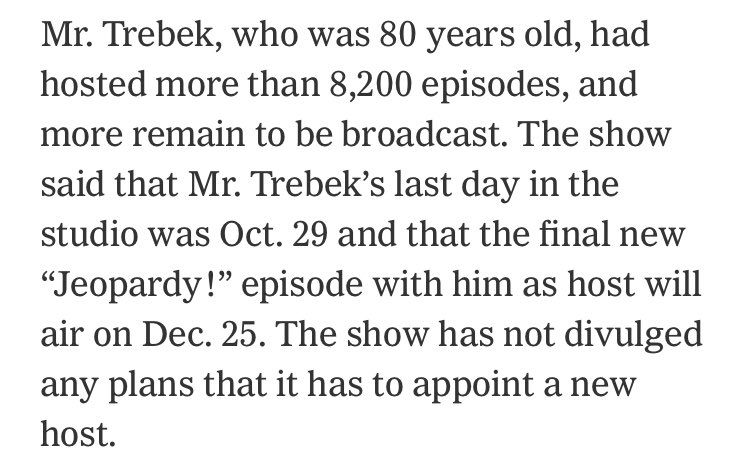 Mr. Trebek, who was 80 years old, had
hosted more than 8,200 episodes, and
more remain to be broadcast. The show
said that Mr. Trebek’s last day in the
studio was Oct. 29 and that the final new
“Jeopardy!” episode with him as host will
air on Dec. 25. The show has not divulged
any plans that it has to appoint a new
host.